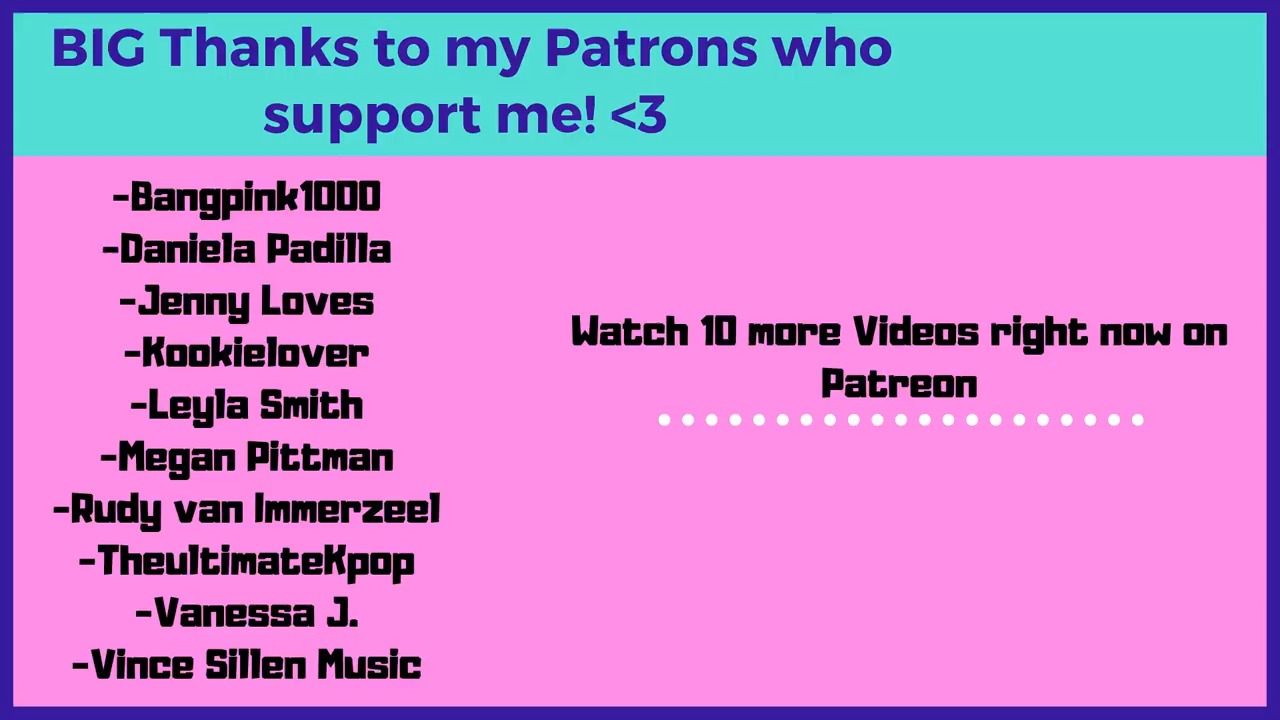 BIG Thanks to my Patrons who
support me! <3
-Bangpink1000
-Daniela Padilla
-Jenny Loves
-Kookielover
-Leyla Smith
-Megan Pittman
-Rudy van Immerzeel
-TheultimateKpop
-Vanessa J.
-Vince Sillen Music
Watch 10 more Videos right now on
Patreon